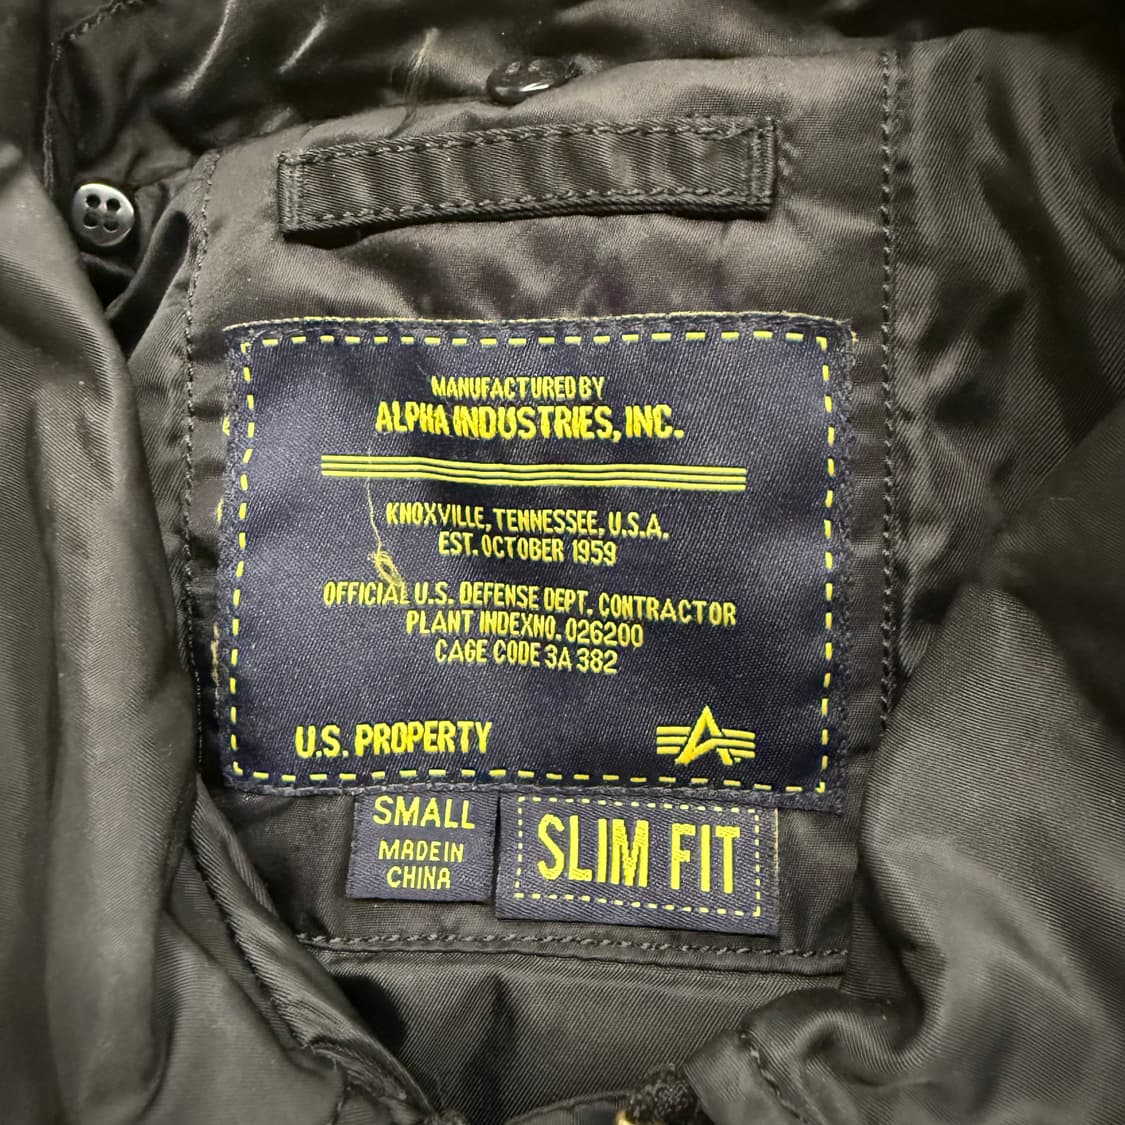 MANUFACTURED BY
ALPHA INDUSTRIES, INC.
KNOXVILLE, TENNESSEE, U.S.A.
EST. OCTOBER 1959
OFFICIAL U.S. DEFENSE DEPT. CONTRACTOR
PLANT INDEXNO. 026200
CAGE CODE 3A 382
U.S. PROPERTY
SMALL
MADE IN
CHINA
SLIM FIT